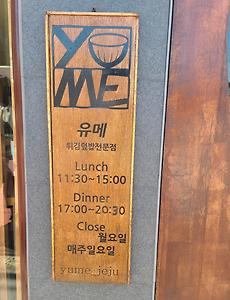 YUME
유메
튀김덮밥전문점
Lunch
11:30~15:00
Dinner
17:00~20:30
Close
월요일
매주일요일
yume_jeju